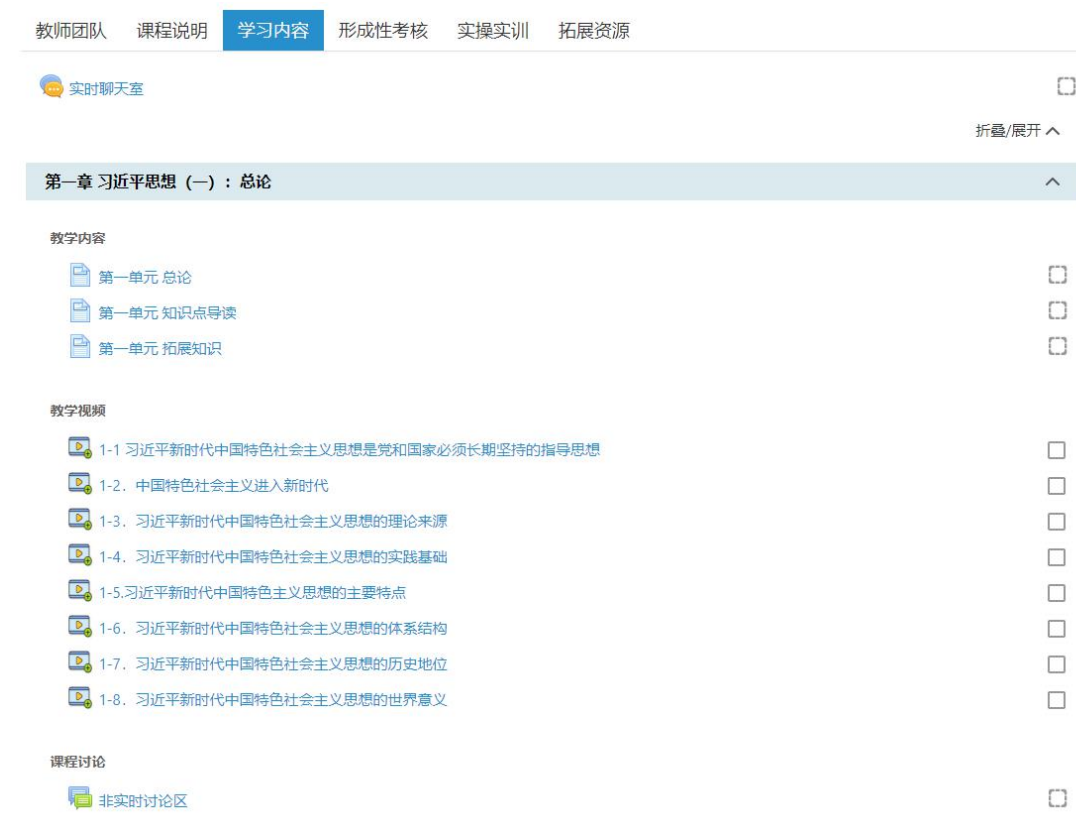 教师团队 课程说明 学习内容 形成性考核 实操实训 拓展资源
实时聊天室
折叠/展开
第一章 习近平思想（一）：总论
教学内容
第一单元 总论
第一单元 知识点导读
第一单元 拓展知识
教学视频
1-1 习近平新时代中国特色社会主义思想是党和国家必须长期坚持的指导思想
1-2．中国特色社会主义进入新时代
1-3．习近平新时代中国特色社会主义思想的理论来源
1-4．习近平新时代中国特色社会主义思想的实践基础
1-5.习近平新时代中国特色主义思想的主要特点
1-6．习近平新时代中国特色社会主义思想的体系结构
1-7．习近平新时代中国特色社会主义思想的历史地位
1-8．习近平新时代中国特色社会主义思想的世界意义
课程讨论
非实时讨论区